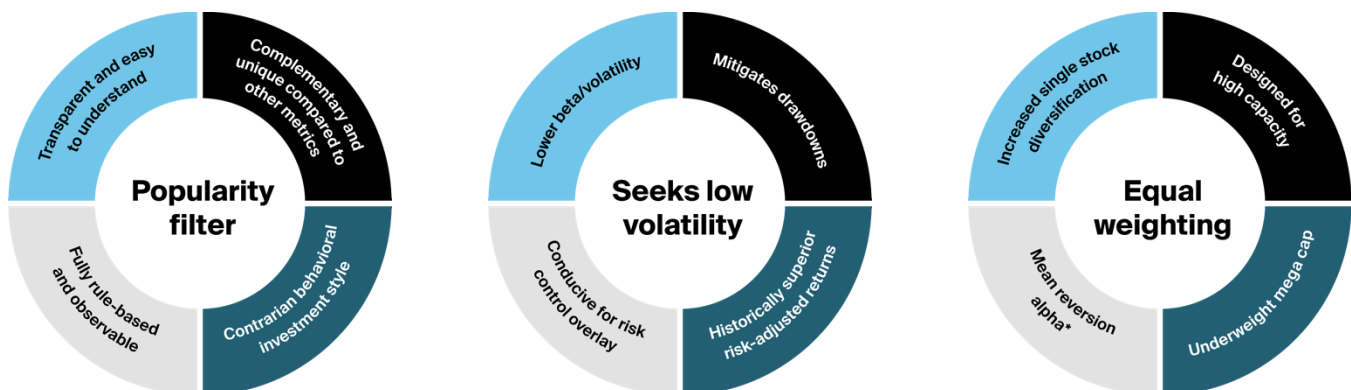 Transparent and easy
to understand
Complementary and
unique compared to
other metrics
Popularity
filter
Fully rule-based
and observable
Contrarian behavioral
investment style
Lower beta/volatility
Mitigates drawdowns
Seeks low
volatility
Conducive for risk
control overlay
Historically superior
risk-adjusted returns
Increased single stock
diversification
Designed for
high capacity
Equal
weighting
Mean reversion
alpha*
Underweight mega cap